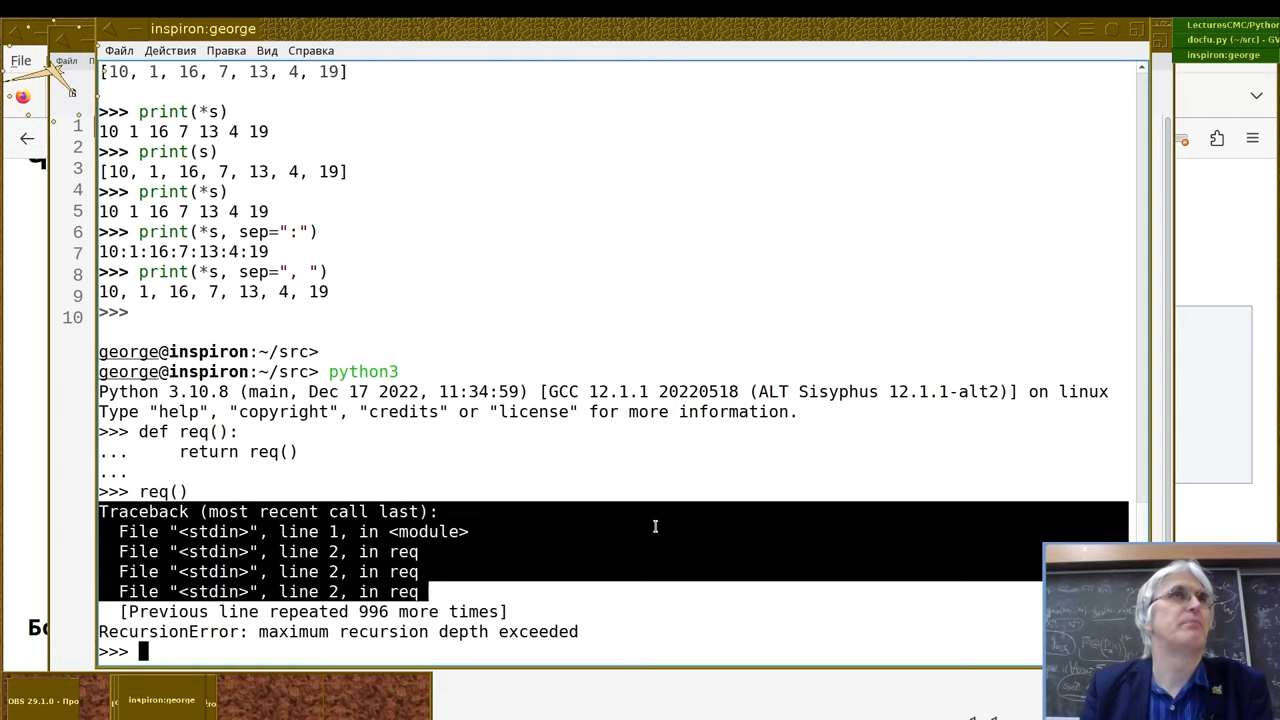 inspiron:george
LecturesCMC/Python
docfu.py (~/src) - GV
inspiron:george
File
Файл
Файл Действия Правка Вид Справка
[10, 1, 16, 7, 13, 4, 19]
>>> print(*s)
10 1 16 7 13 4 19
>>> print(s)
[10, 1, 16, 7, 13, 4, 19]
>>> print(*s)
10 1 16 7 13 4 19
>>> print(*s, sep=":")
10:1:16:7:13:4:19
>>> print(*s, sep=", ")
10, 1, 16, 7, 13, 4, 19
>>>
george@inspiron:~/src>
george@inspiron:~/src> python3
Python 3.10.8 (main, Dec 17 2022, 11:34:59) [GCC 12.1.1 20220518 (ALT Sisyphus 12.1.1-alt2)] on linux
Type "help", "copyright", "credits" or "license" for more information.
>>> def req():
...     return req()
...
>>> req()
Traceback (most recent call last):
  File "<stdin>", line 1, in <module>
  File "<stdin>", line 2, in req
  File "<stdin>", line 2, in req
  File "<stdin>", line 2, in req
  [Previous line repeated 996 more times]
RecursionError: maximum recursion depth exceeded
>>>
1
2
3
4
5
6
7
8
9
10
DBS 29.1.0 - Про
inspiron:george